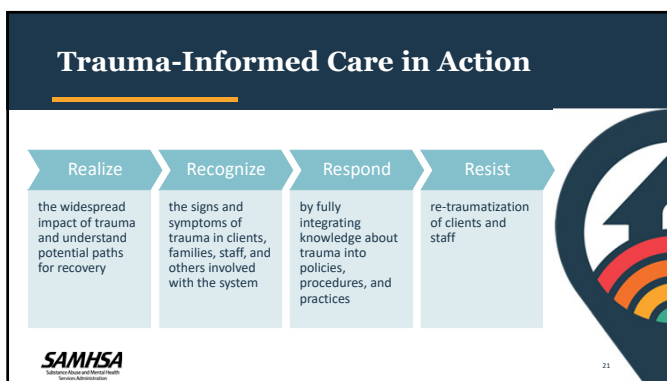 Trauma-Informed Care in Action
Realize
the widespread
impact of trauma
and understand
potential paths
for recovery
Recognize
the signs and
symptoms of
trauma in clients,
families, staff, and
others involved
with the system
Respond
by fully
integrating
knowledge about
trauma into
policies,
procedures, and
practices
Resist
re-traumatization
of clients and
staff
SAMHSA
Substance Abuse and Mental Health
Services Administration
21